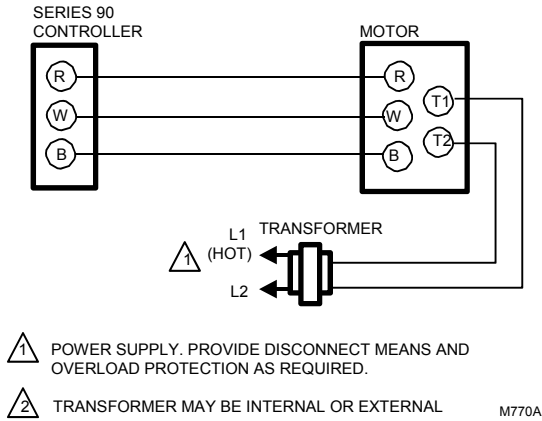 SERIES 90
CONTROLLER
MOTOR
R
R
T1
W
W
T2
B
B
L1
TRANSFORMER
1
(HOT)
L2
1
POWER SUPPLY. PROVIDE DISCONNECT MEANS AND
OVERLOAD PROTECTION AS REQUIRED.
2
TRANSFORMER MAY BE INTERNAL OR EXTERNAL
M770A